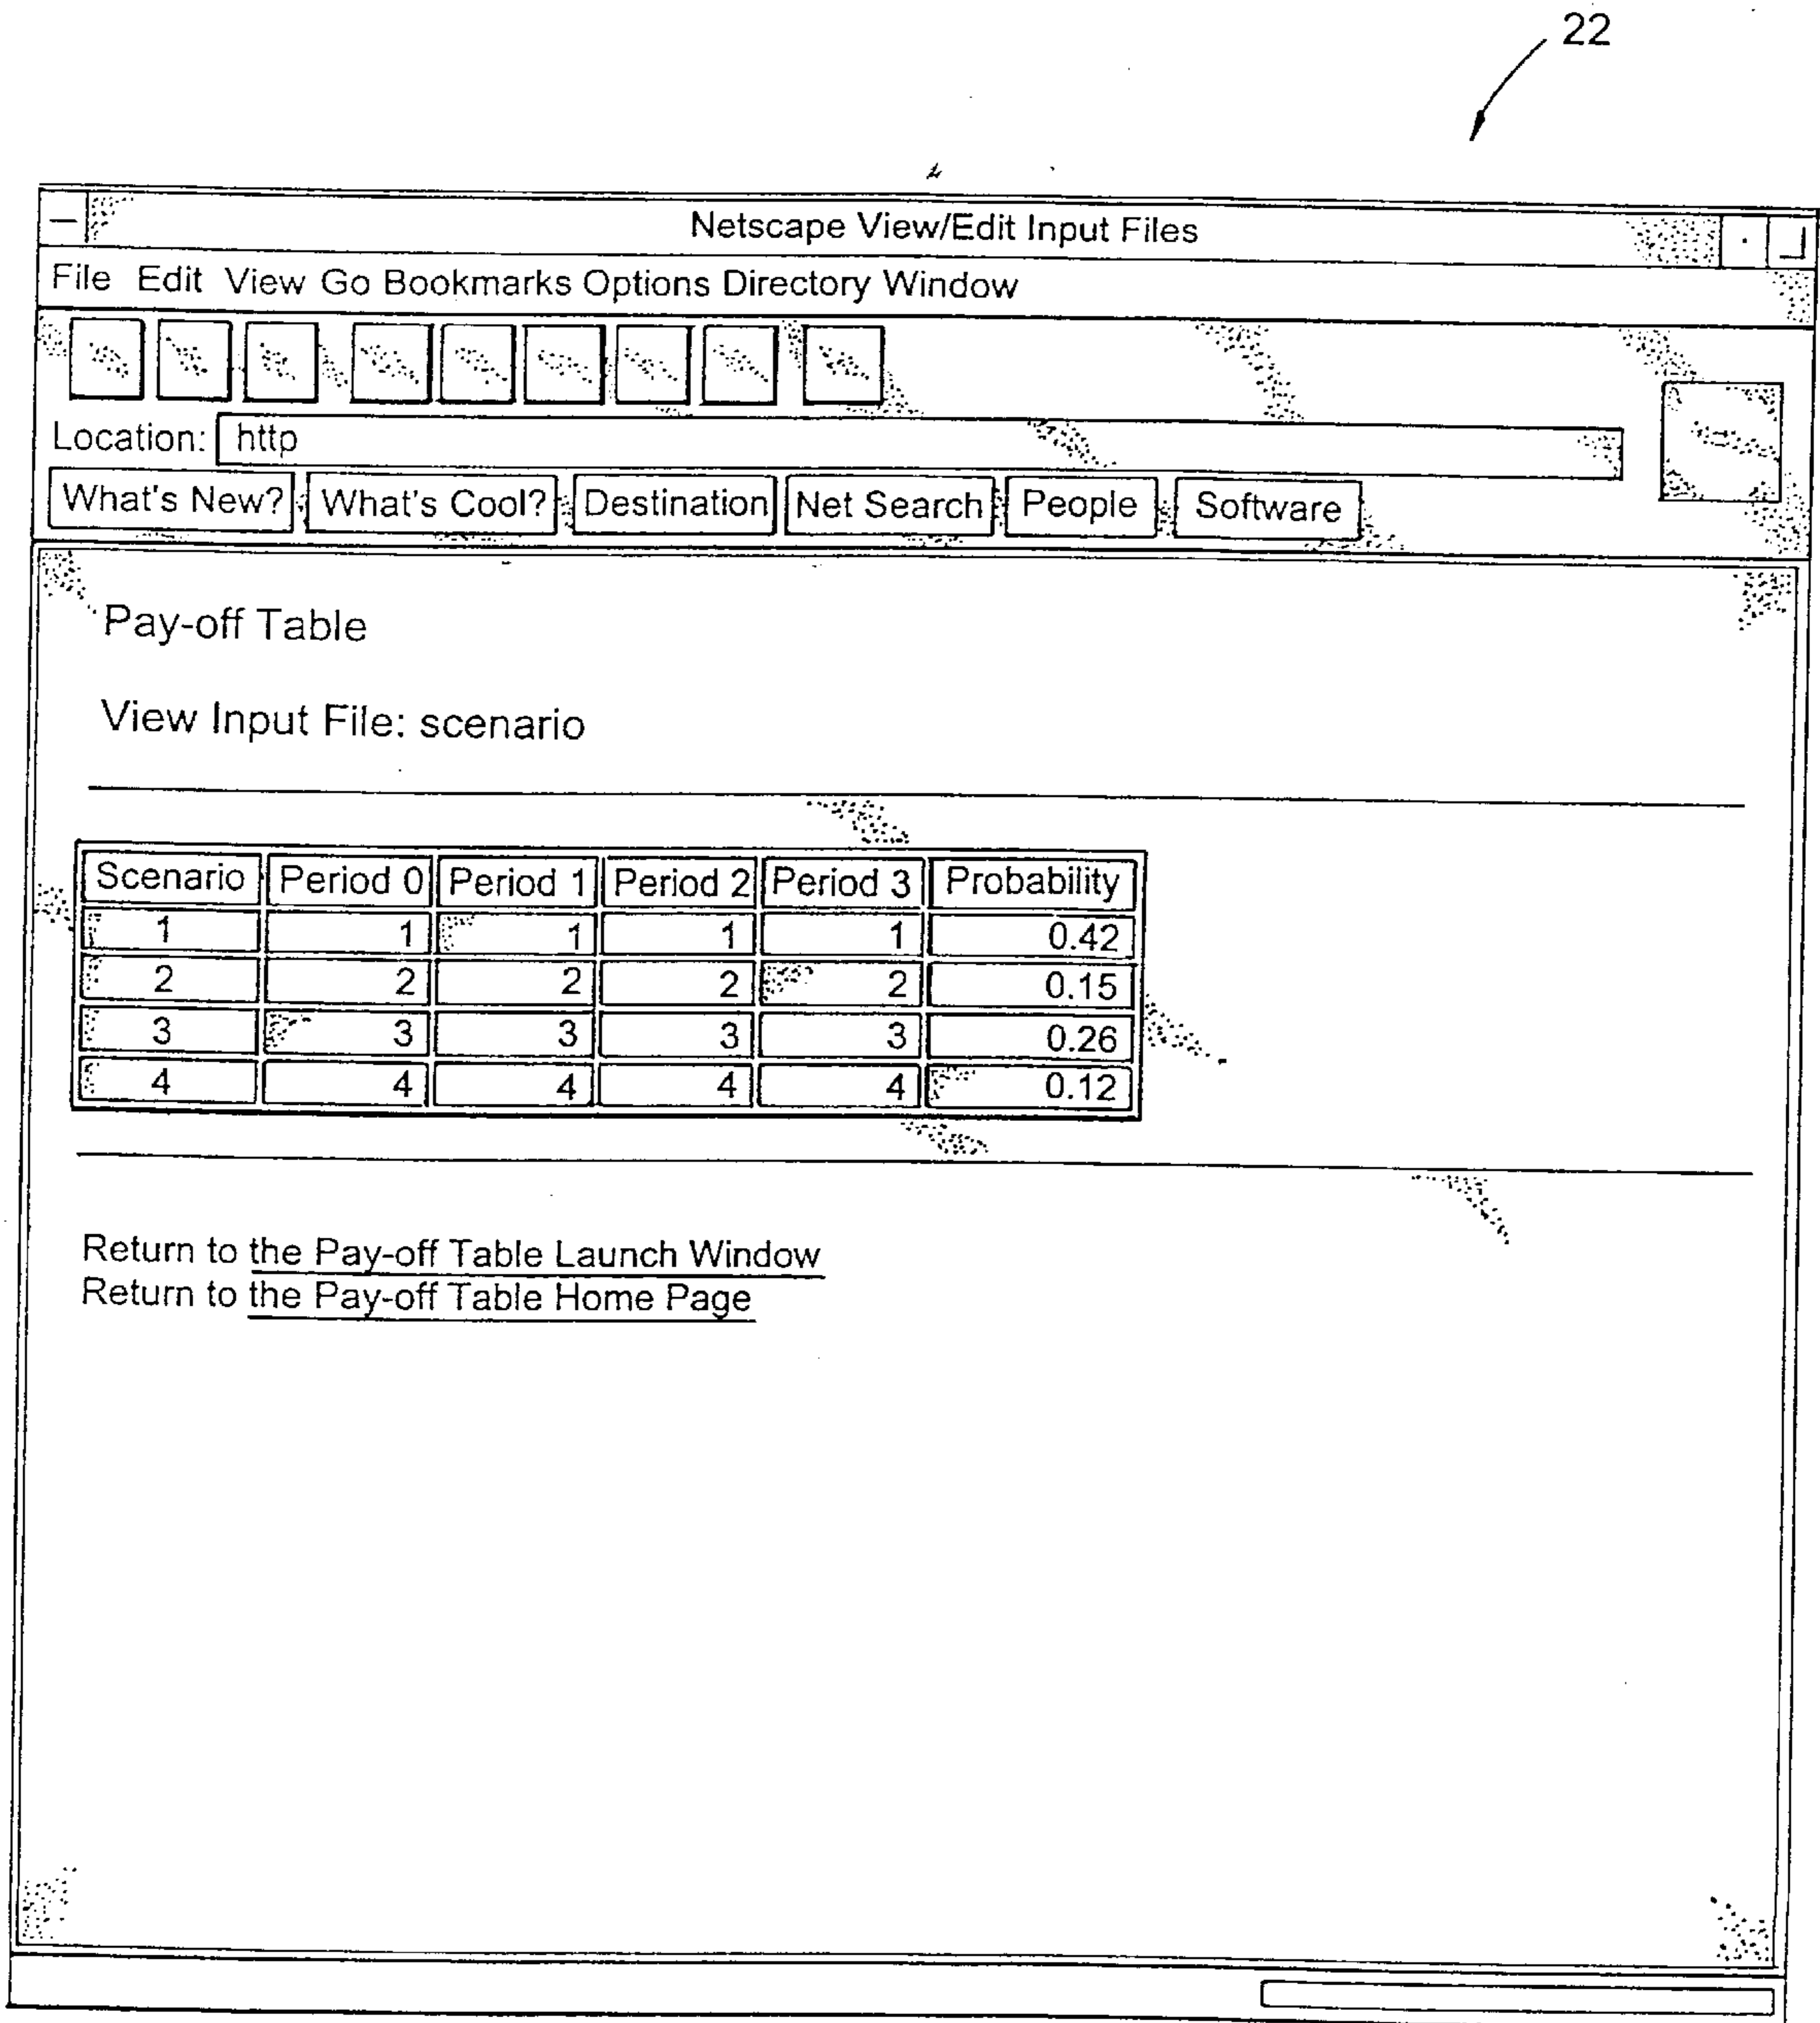 22
Netscape View/Edit Input Files
File Edit View Go Bookmarks Options Directory Window
Location: http
What's New? What's Cool? Destination Net Search People Software
Pay-off Table
View Input File: scenario
Scenario Period 0 Period 1 Period 2 Period 3 Probability
1 1 1 1 1 0.42
2 2 2 2 2 0.15
3 3 3 3 3 0.26
4 4 4 4 4 0.12
Return to the Pay-off Table Launch Window
Return to the Pay-off Table Home Page